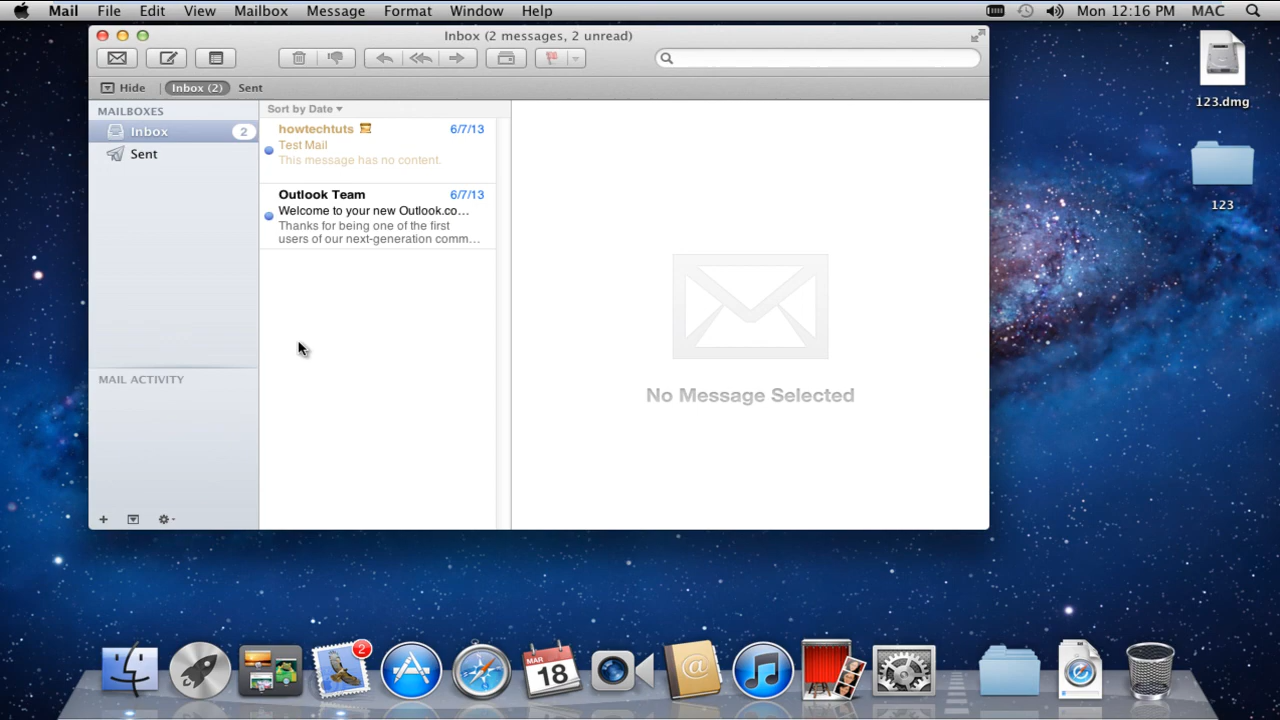 Mail File Edit View Mailbox Message Format Window Help Mon 12:16 PM MAC
Inbox (2 messages, 2 unread)
Hide Inbox (2) Sent
MAILBOXES
Inbox 2
Sent
MAIL ACTIVITY
Sort by Date
howtechtuts 6/7/13
Test Mail
This message has no content.
Outlook Team 6/7/13
Welcome to your new Outlook.co...
Thanks for being one of the first
users of our next-generation comm...
No Message Selected
123.dmg
123
2
MAR
18
@